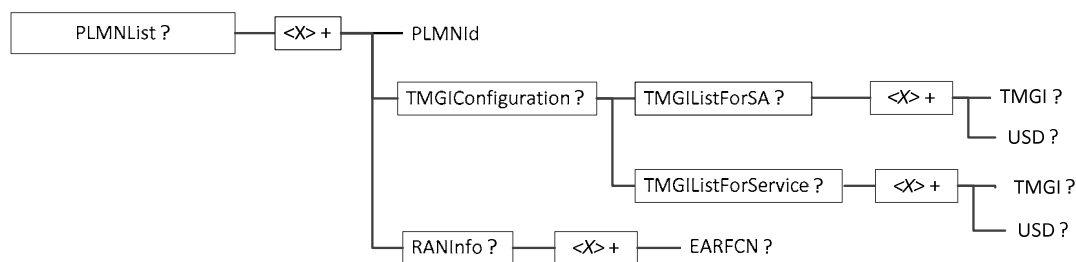 PLMNList ?
<X> +
PLMNId
TMGIConfiguration ?
TMGIListForSA ?
<X> +
TMGI ?
USD ?
TMGIListForService ?
<X> +
TMGI ?
USD ?
RANInfo ?
<X> +
EARFCN ?